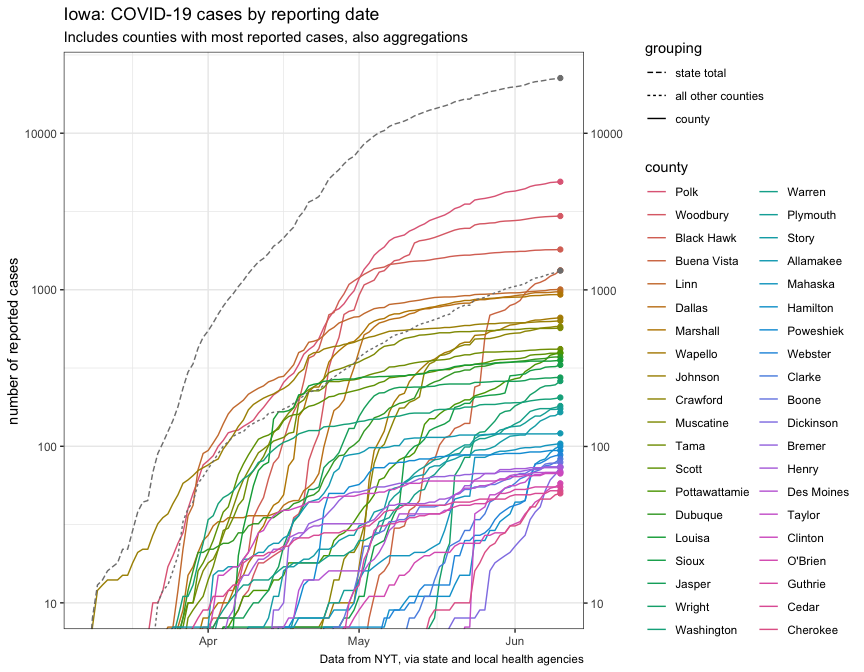 Iowa: COVID-19 cases by reporting date
Includes counties with most reported cases, also aggregations
number of reported cases
10000
1000
100
10
10000
1000
100
10
Apr
May
Jun
Data from NYT, via state and local health agencies
grouping
state total
all other counties
county
county
Polk
Woodbury
Black Hawk
Buena Vista
Linn
Dallas
Marshall
Wapello
Johnson
Crawford
Muscatine
Tama
Scott
Pottawattamie
Dubuque
Louisa
Sioux
Jasper
Wright
Washington
Warren
Plymouth
Story
Allamakee
Mahaska
Hamilton
Poweshiek
Webster
Clarke
Boone
Dickinson
Bremer
Henry
Des Moines
Taylor
Clinton
O'Brien
Guthrie
Cedar
Cherokee